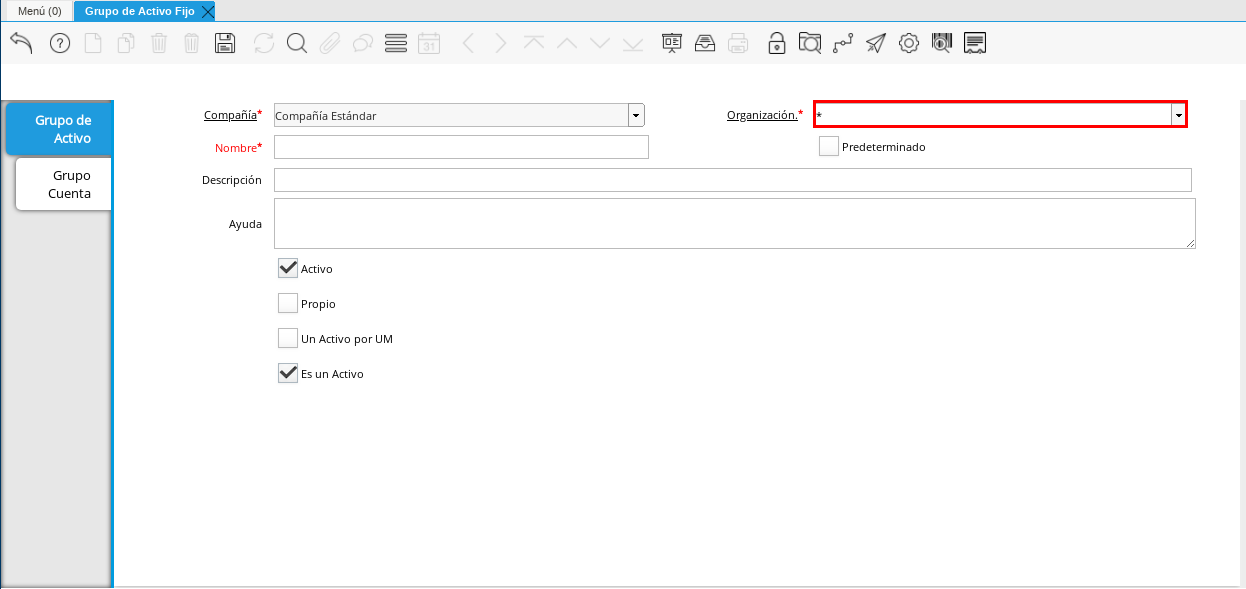 Menú (0)
Grupo de Activo Fijo
31
Grupo de
Activo
Grupo
Cuenta
Compañía* Compañía Estándar
Organización.* *
Nombre*
Predeterminado
Descripción
Ayuda
Activo
Propio
Un Activo por UM
Es un Activo